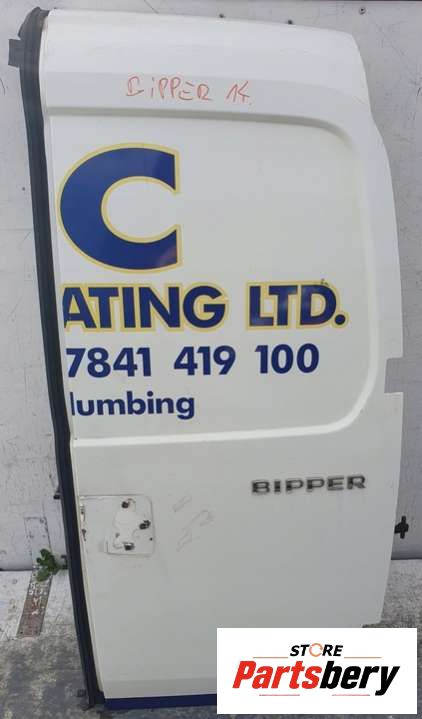 BIPPER 14.
C
ATING LTD.
7841 419 100
lumbing
BIPPER
STORE
Partsbery